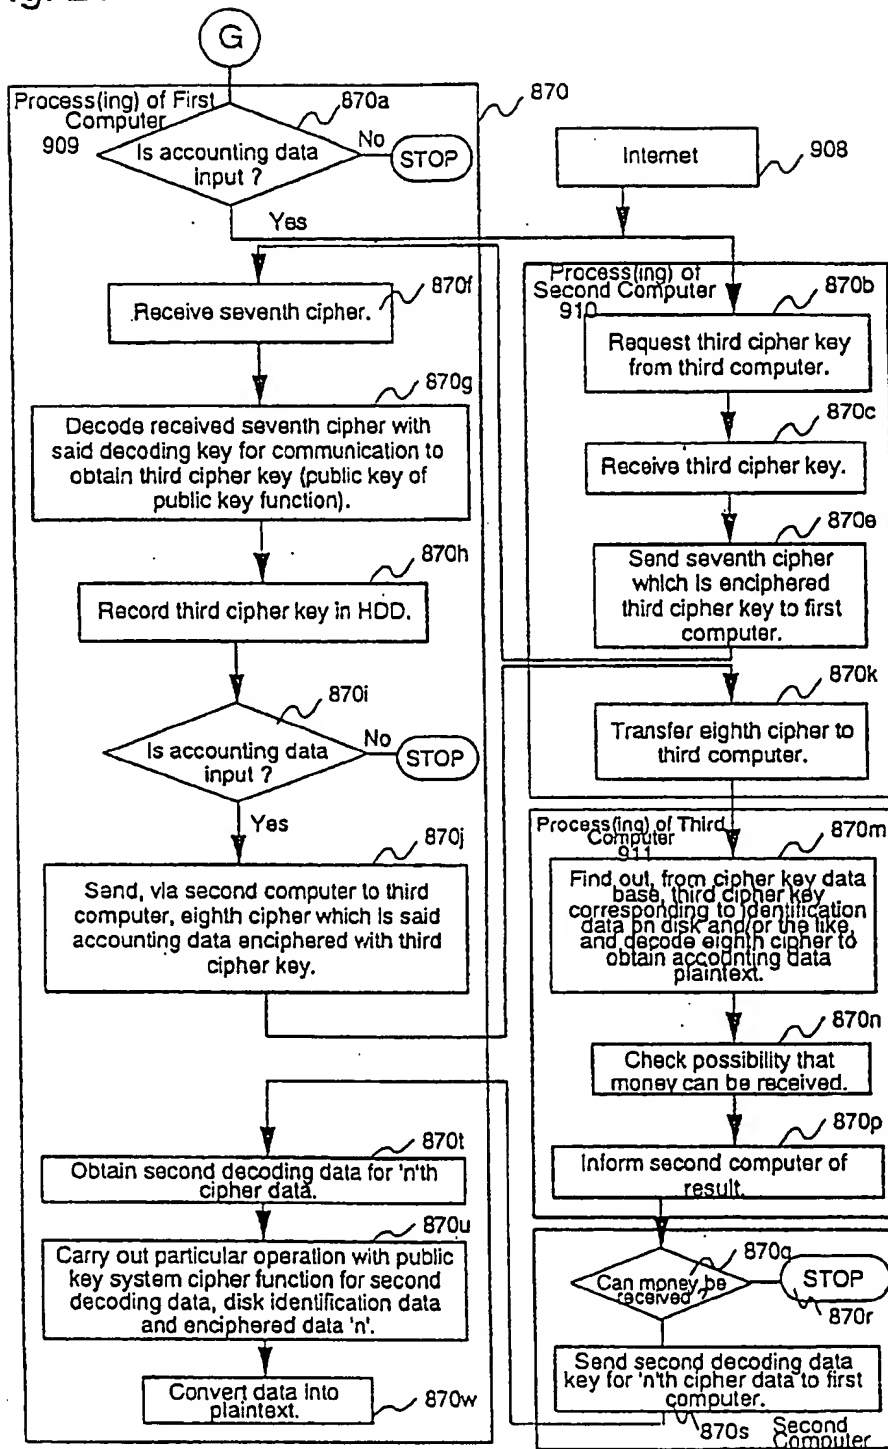 G
Process(ing) of First
Computer
909
870a
870
Is accounting data
input ?
No
STOP
Yes
Internet
908
870f
Receive seventh cipher.
870g
Decode received seventh cipher with
said decoding key for communication to
obtain third cipher key (public key of
public key function).
870h
Record third cipher key in HDD.
870i
Is accounting data
input ?
No
STOP
Yes
870j
Send, via second computer to third
computer, eighth cipher which is said
accounting data enciphered with third
cipher key.
870t
Obtain second decoding data for 'n'th
cipher data.
870u
Carry out particular operation with public
key system cipher function for second
decoding data, disk identification data
and enciphered data 'n'.
Convert data into
plaintext.
870w
Process(ing) of
Second Computer
910
870b
Request third cipher key
from third computer.
870c
Receive third cipher key.
870e
Send seventh cipher
which is enciphered
third cipher key to first
computer.
870k
Transfer eighth cipher to
third computer.
Process(ing) of Third
Computer
911
870m
Find out, from cipher key data
base, third cipher key
corresponding to identification
data on disk and/or the like,
and decode eighth cipher to
obtain accounting data
plaintext.
870n
Check possibility that
money can be received.
870p
Inform second computer of
result.
870q
Can money be
received ?
STOP
870r
Send second decoding data
key for 'n'th cipher data to first
computer.
870s
Second
Computer